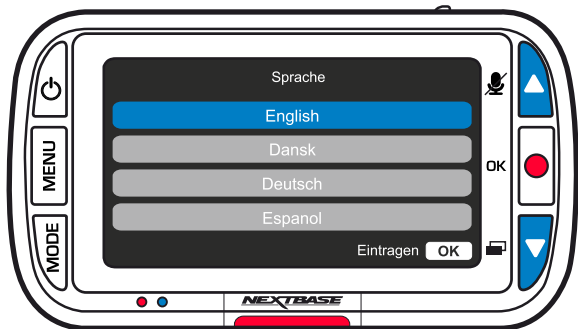 Sprache
English
Dansk
Deutsch
Espanol
Eintragen OK
MENU
MODE
OK
NEXTBASE